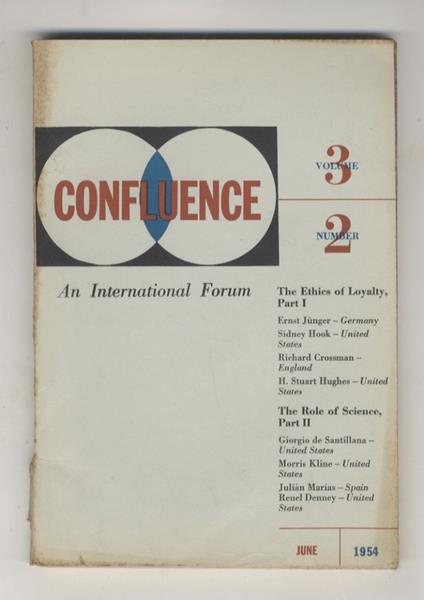 CONFLUENCE
An International Forum
3
VOLUME
2
NUMBER
The Ethics of Loyalty,
Part I
Ernst Jünger – Germany
Sidney Hook – United
States
Richard Crossman –
England
H. Stuart Hughes – United
States
The Role of Science,
Part II
Giorgio de Santillana –
United States
Morris Kline – United
States
Julián Marías – Spain
Reuel Denney – United
States
JUNE 1954